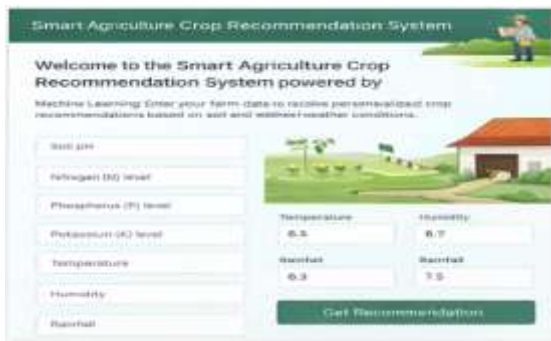 Smart Agriculture Crop Recommendation System
Welcome to the Smart Agriculture Crop
Recommendation System powered by
Machine Learning Enter your farm data to receive personalized crop
recommendations based on soil and weather conditions.
Soil pH
Nitrogen (N) level
Phosphorus (P) level
Potassium (K) level
Temperature
Humidity
Rainfall
Temperature
Humidity
6.5
6.7
Rainfall
Rainfall
6.3
7.5
Get Recommendation